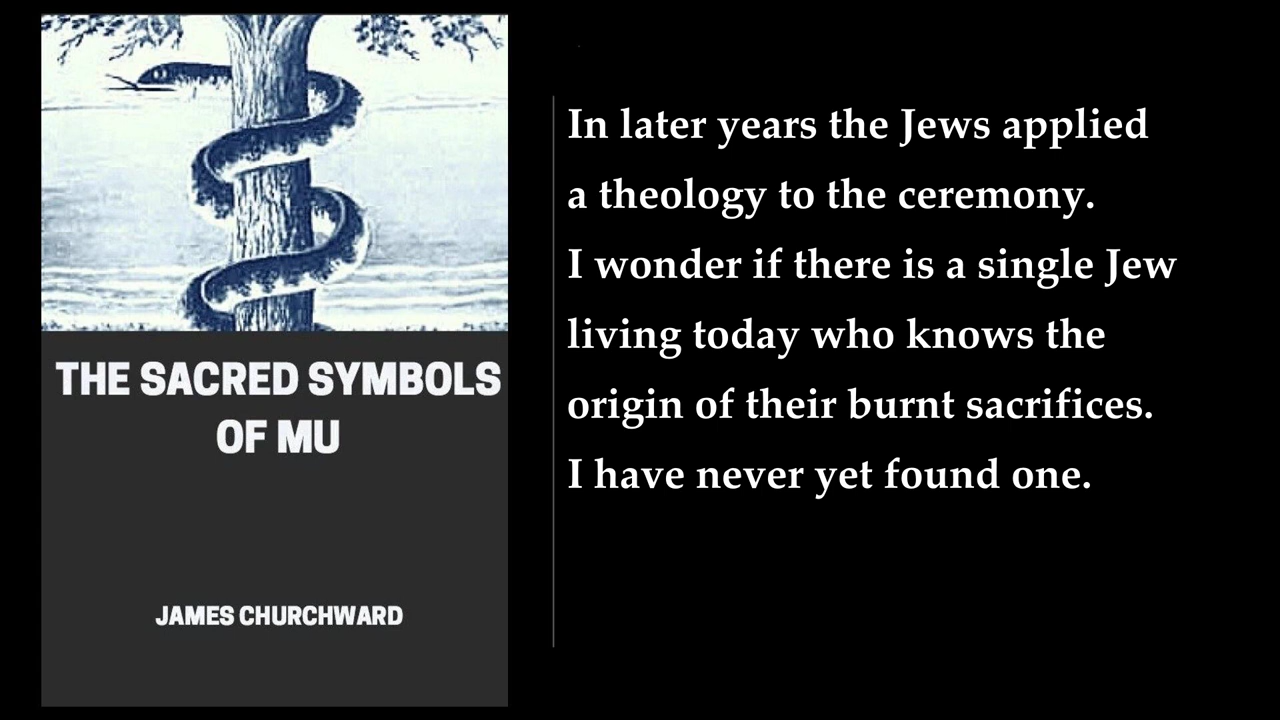 THE SACRED SYMBOLS
OF MU
JAMES CHURCHWARD
In later years the Jews applied
a theology to the ceremony.
I wonder if there is a single Jew
living today who knows the
origin of their burnt sacrifices.
I have never yet found one.